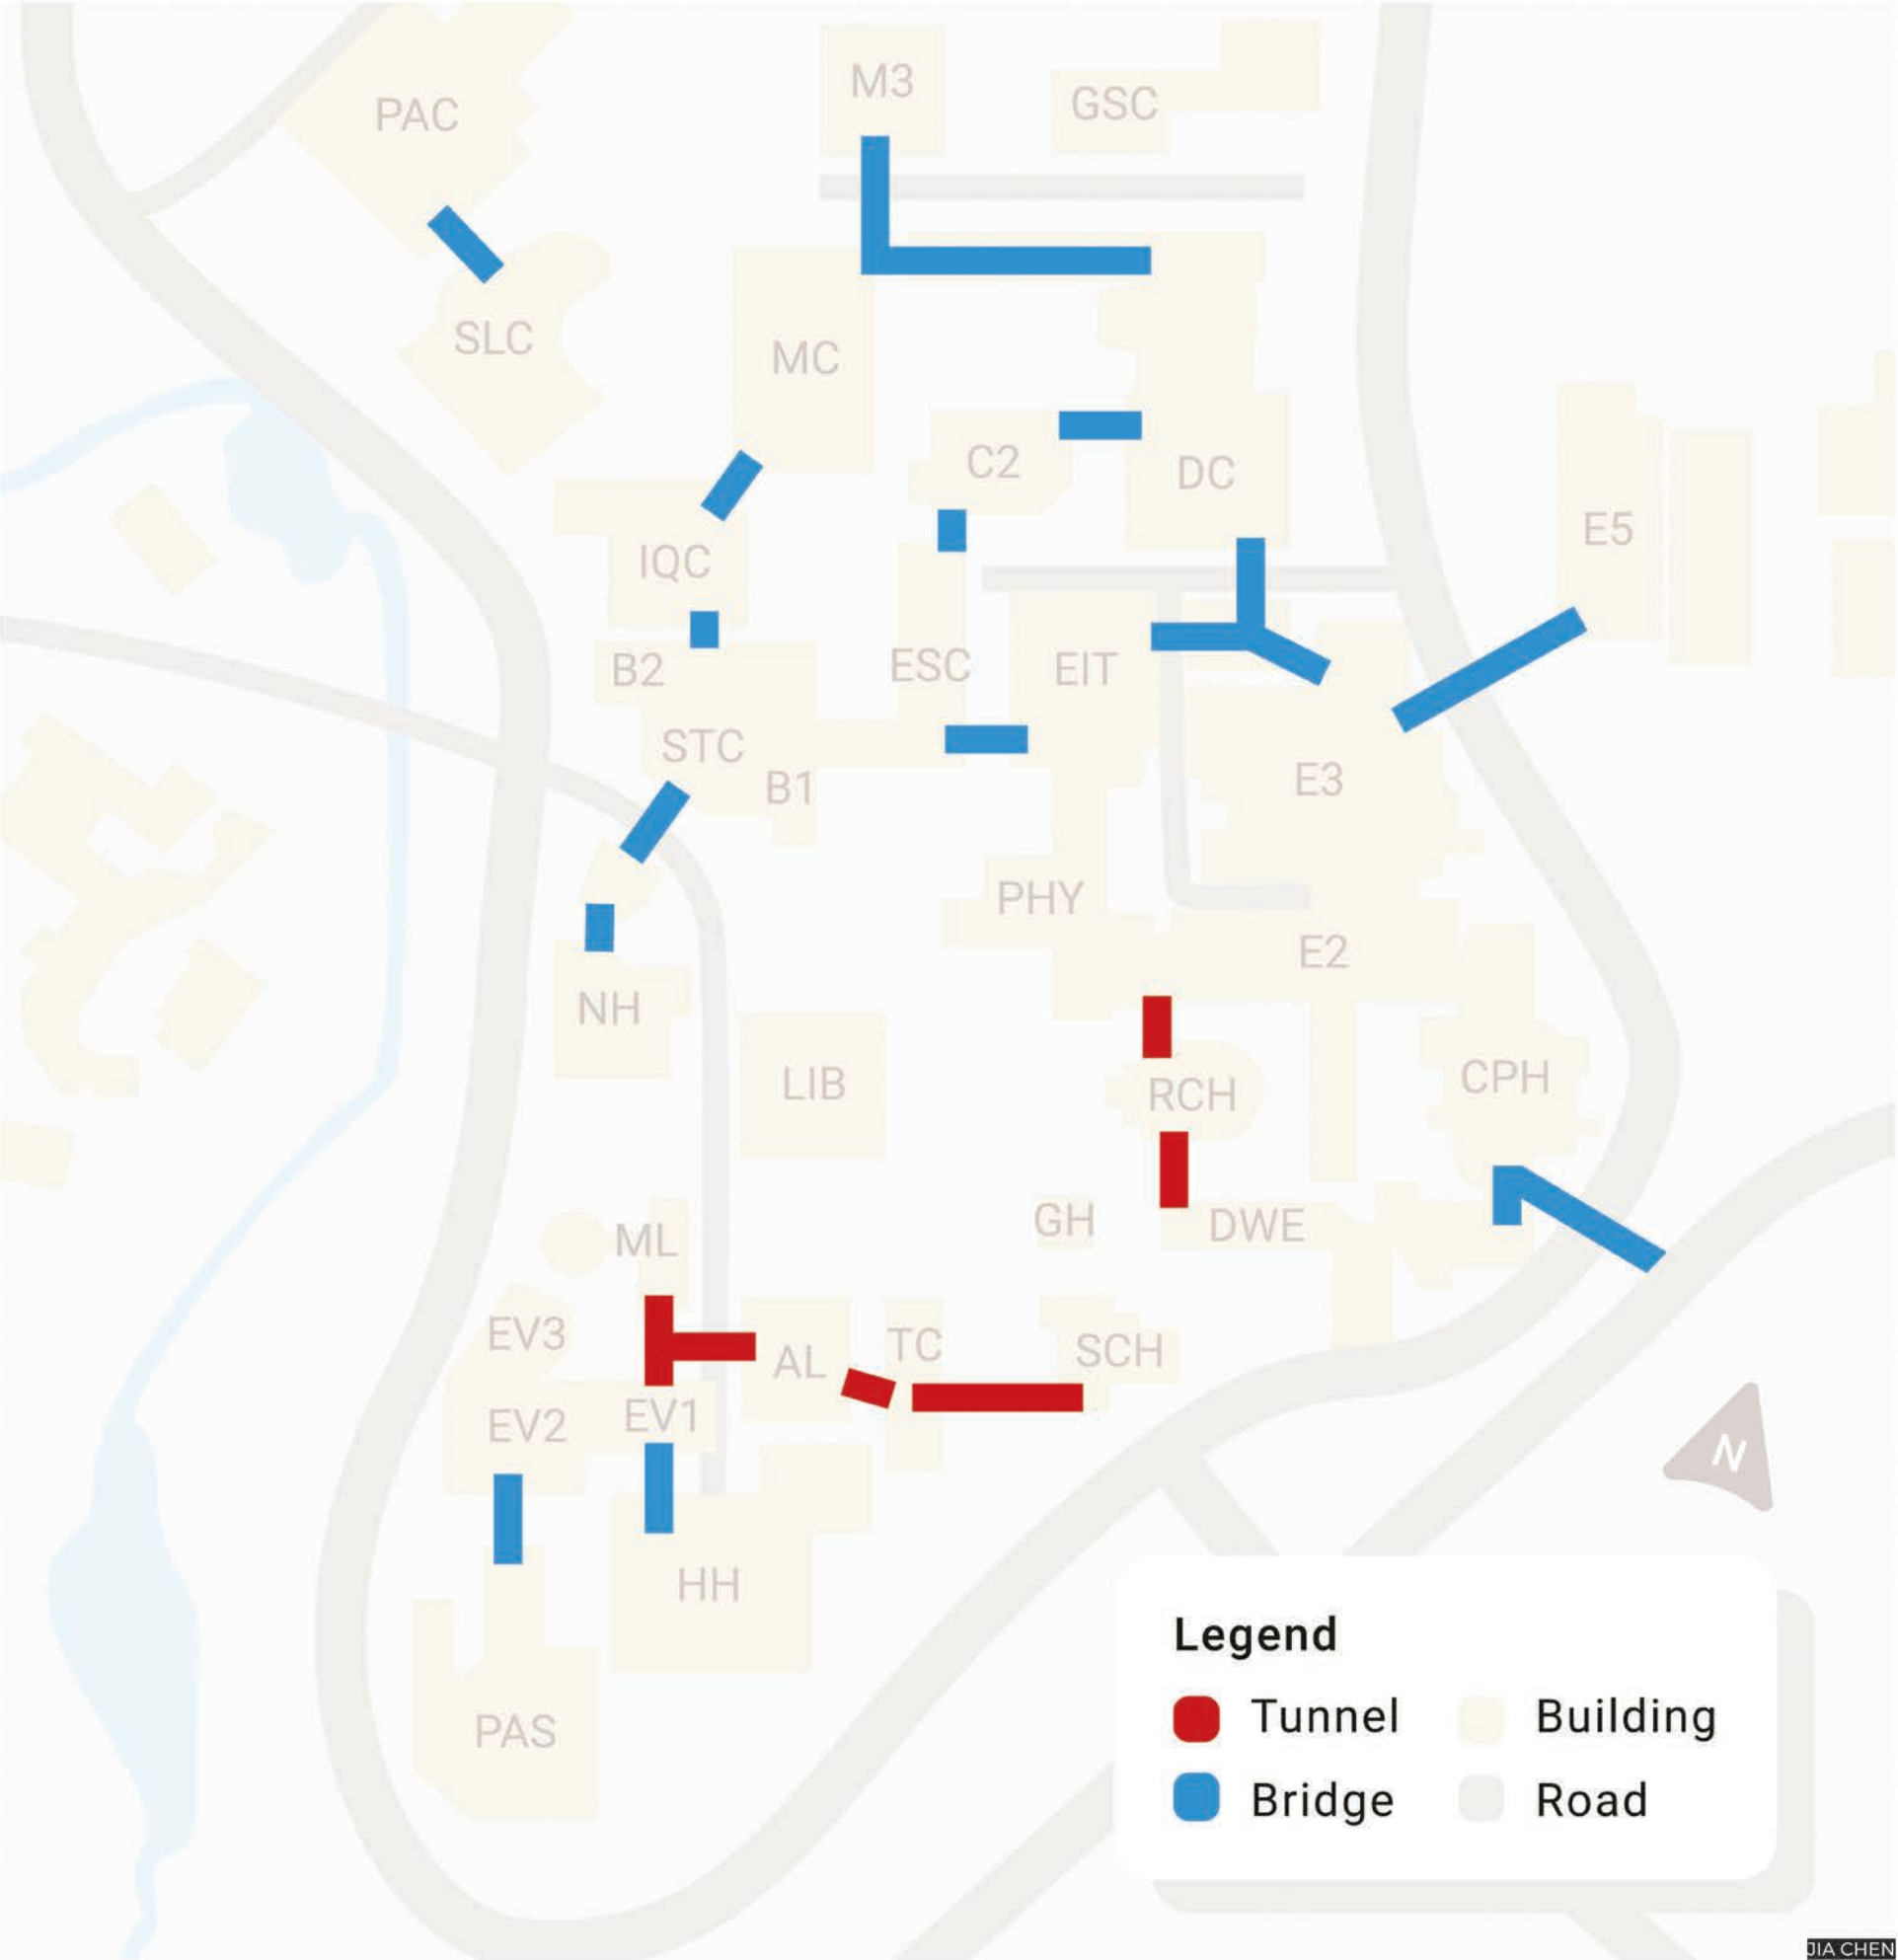 M3
GSC
PAC
SLC
MC
C2
DC
E5
IQC
B2
ESC
EIT
STC
B1
E3
PHY
E2
NH
LIB
RCH
CPH
ML
GH
DWE
EV3
AL
TC
SCH
EV2
EV1
N
HH
PAS
Legend
Tunnel
Building
Bridge
Road
JIA CHEN